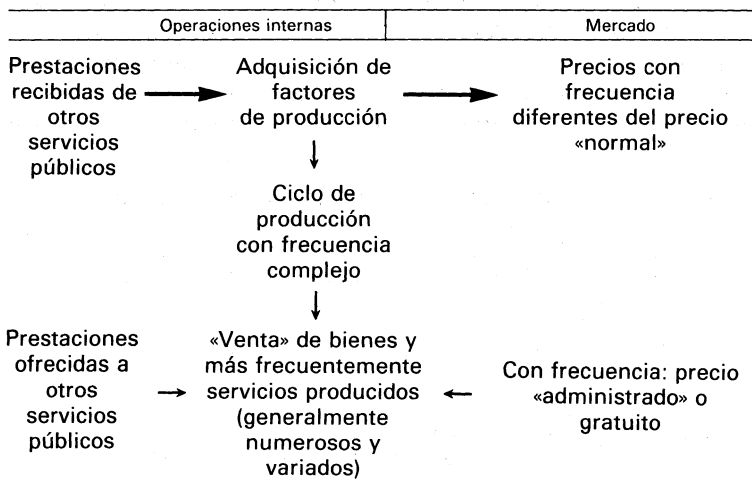 Operaciones internas
Mercado
Prestaciones
recibidas de
otros
servicios
públicos
Adquisición de
factores
de producción
Precios con
frecuencia
diferentes del precio
«normal»
Ciclo de
producción
con frecuencia
complejo
Prestaciones
ofrecidas a
otros
servicios
públicos
«Venta» de bienes y
más frecuentemente
servicios producidos
(generalmente
numerosos y
variados)
Con frecuencia: precio
«administrado» o
gratuito